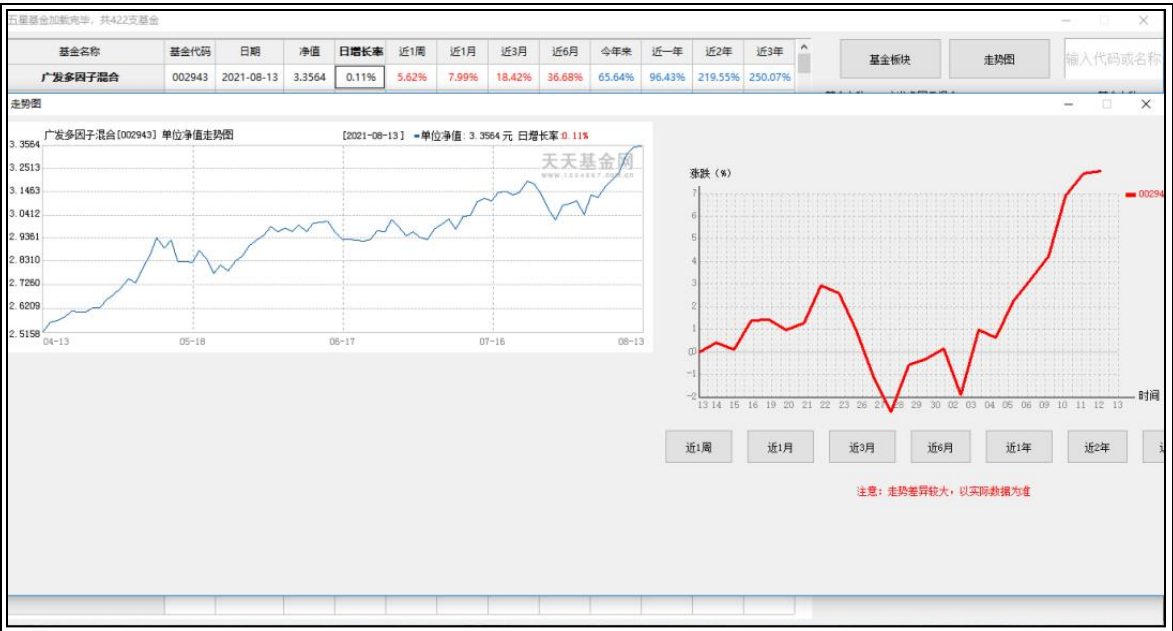 五星基金加载完毕，共422支基金
基金名称 基金代码 日期 净值 日增长率 近1周 近1月 近3月 近6月 今年来 近一年 近2年 近3年
广发多因子混合 002943 2021-08-13 3.3564 0.11% 5.62% 7.99% 18.42% 36.68% 65.64% 96.43% 219.55% 250.07%
基金板块 走势图 输入代码或名称
走势图
广发多因子混合[002943] 单位净值走势图 [2021-08-13] 单位净值: 3.3564 元 日增长率:0.11%
天天基金网
www.1234567.com.cn
3.3564
3.2513
3.1463
3.0412
2.9361
2.8310
2.7260
2.6209
2.5158
04-13 05-18 06-17 07-16 08-13
涨跌（%）
7
6
5
4
3
2
1
0
-1
-2
13 14 15 16 19 20 21 22 23 26 27 28 29 30 02 03 04 05 06 09 10 11 12 13
时间
00294
近1周 近1月 近3月 近6月 近1年 近2年
注意：走势差异较大，以实际数据为准